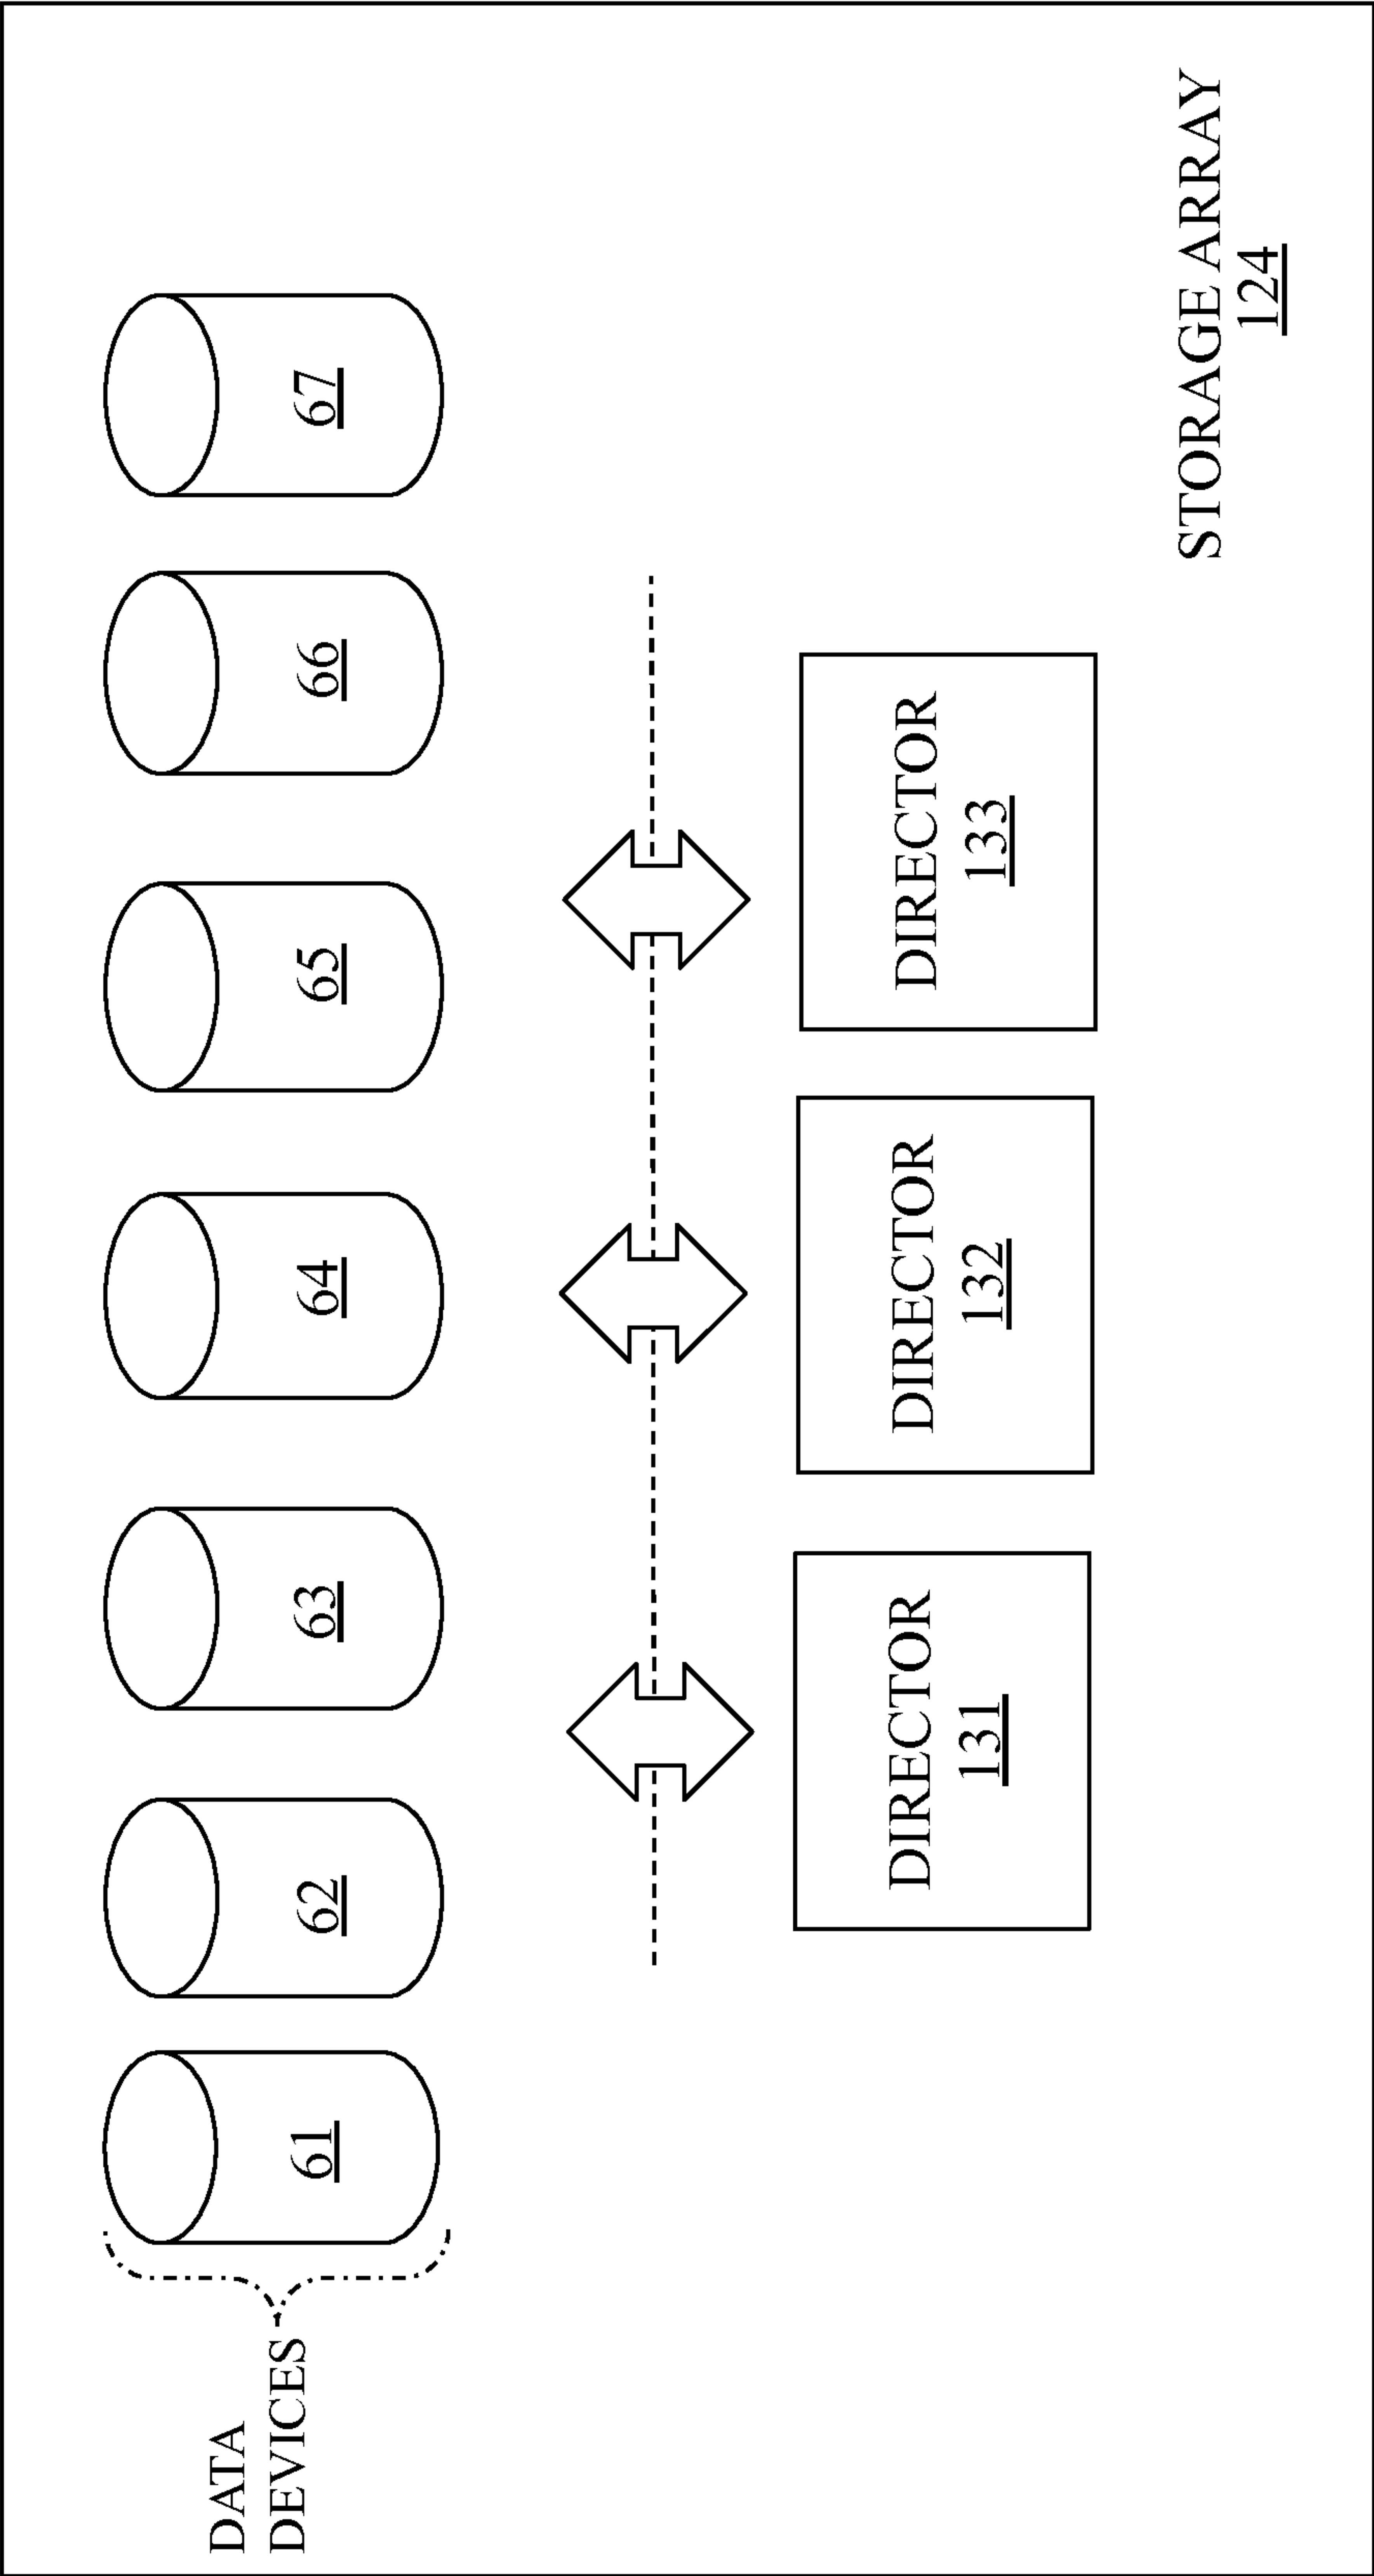 DATA
DEVICES
61
62
63
64
65
66
67
DIRECTOR
131
DIRECTOR
132
DIRECTOR
133
STORAGE ARRAY
124